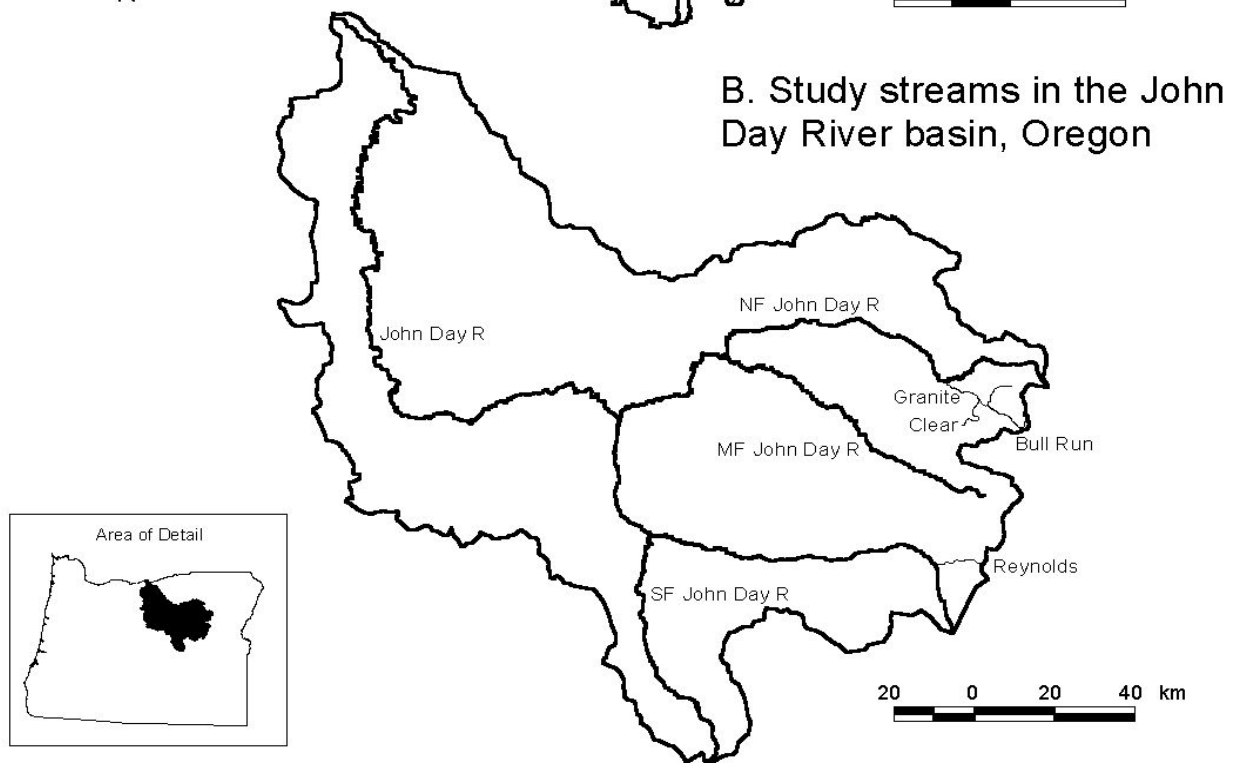 B. Study streams in the John
Day River basin, Oregon
NF John Day R
John Day R
Granite
Clear
Bull Run
MF John Day R
Area of Detail
Reynolds
SF John Day R
20 0 20 40 km